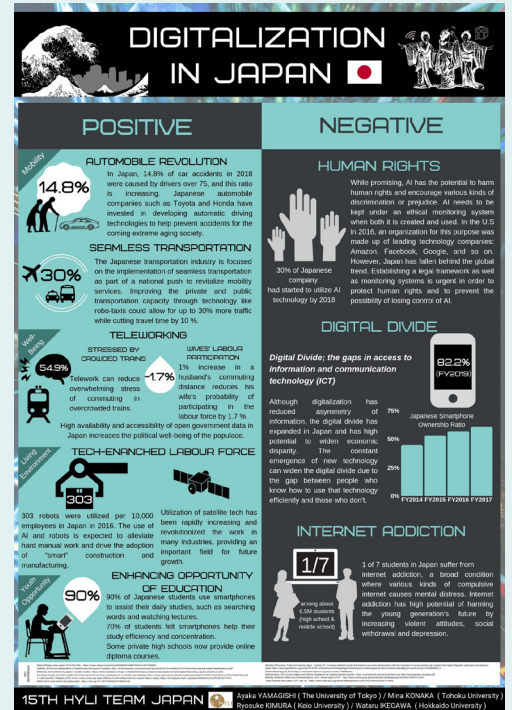 DIGITALIZATION
IN JAPAN
POSITIVE
Mobility
AUTOMOBILE REVOLUTION
14.8%
In Japan, 14.8% of car accidents in 2018
were caused by drivers over 75, and this ratio
is increasing. Japanese automobile
companies such as Toyota and Honda have
invested in developing automatic driving
technologies to help prevent accidents for the
coming extreme aging society.
SEAMLESS TRANSPORTATION
30%
The Japanese transportation industry is focused
on the implementation of seamless transportation
as part of a national push to revitalize mobility
services. Improving the private and public
transportation capacity through technology like
robo-taxis could allow for up to 30% more traffic
while cutting travel time by 10 %.
Well-
Being
TELEWORKING
STRESSED BY
CROWDED TRAINS
54.9%
Telework can reduce
overwhelming stress
of commuting in
overcrowded trains.
-1.7%
WIVES' LABOUR
PARTICIPATION
1% increase in a
husband's commuting
distance reduces his
wife's probability of
participating in the
labour force by 1.7 %
High availability and accessibility of open government data in
Japan increases the political well-being of the populace.
Living
Environment
TECH-ENANCHED LABOUR FORCE
303
303 robots were utilized per 10,000
employees in Japan in 2016. The use of
AI and robots is expected to alleviate
hard manual work and drive the adoption
of "smart" construction and
manufacturing.
Utilization of satellite tech has
been rapidly increasing and
revolutionized the work in
many industries, providing an
important field for future
growth.
Youth
Opportunity
ENHANCING OPPORTUNITY
OF EDUCATION
90%
90% of Japanese students use smartphones
to assist their daily studies, such as searching
words and watching lectures.
70% of students felt smartphones help their
study efficiency and concentration.
Some private high schools now provide online
diploma courses.
NEGATIVE
HUMAN RIGHTS
30% of Japanese
company
had started to utilize AI
technology by 2018
While promising, AI has the potential to harm
human rights and encourage various kinds of
discrimination or prejudice. AI needs to be
kept under an ethical monitoring system
when both it is created and used. In the U.S
in 2016, an organization for this purpose was
made up of leading technology companies:
Amazon, Facebook, Google, and so on.
However, Japan has fallen behind the global
trend. Establishing a legal framework as well
as monitoring systems is urgent in order to
protect human rights and to prevent the
possibility of losing control of AI.
DIGITAL DIVIDE
Digital Divide; the gaps in access to
information and communication
technology (ICT)
Although digitalization has
reduced asymmetry of
information, the digital divide has
expanded in Japan and has high
potential to widen economic
disparity. The constant
emergence of new technology
can widen the digital divide due to
the gap between people who
know how to use that technology
efficiently and those who don't.
82.2%
(FY2019)
Japanese Smartphone
Ownership Ratio
75%
50%
25%
0%
FY2014 FY2015 FY2016 FY2017
INTERNET ADDICTION
1/7
among about
6.5M students
(high school &
middle school)
1 of 7 students in Japan suffer from
internet addiction, a broad condition
where various kinds of compulsive
internet causes mental distress. Internet
addiction has high potential of harming
the young generation's future by
increasing violent attitudes, social
withdrawal and depression.
15TH HYLI TEAM JAPAN
Ayaka YAMAGISHI ( The University of Tokyo ) / Mina KONAKA ( Tohoku University )
Ryosuke KIMURA ( Keio University ) / Wataru IKEGAWA ( Hokkaido University )